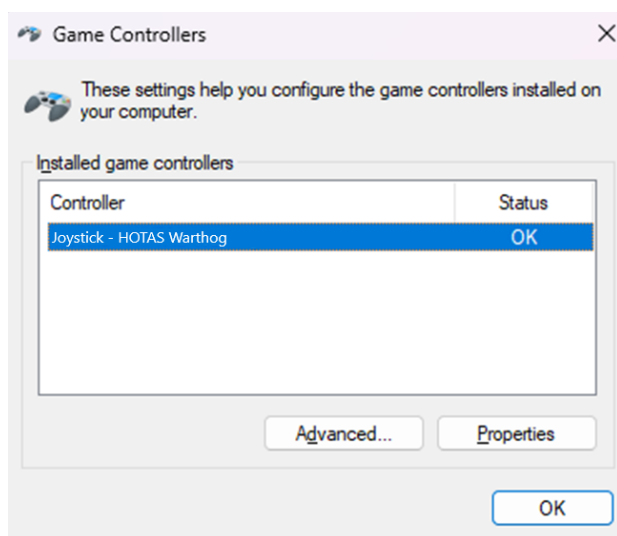 Game Controllers
These settings help you configure the game controllers installed on
your computer.
Installed game controllers
Controller Status
Joystick - HOTAS Warthog OK
Advanced... Properties
OK